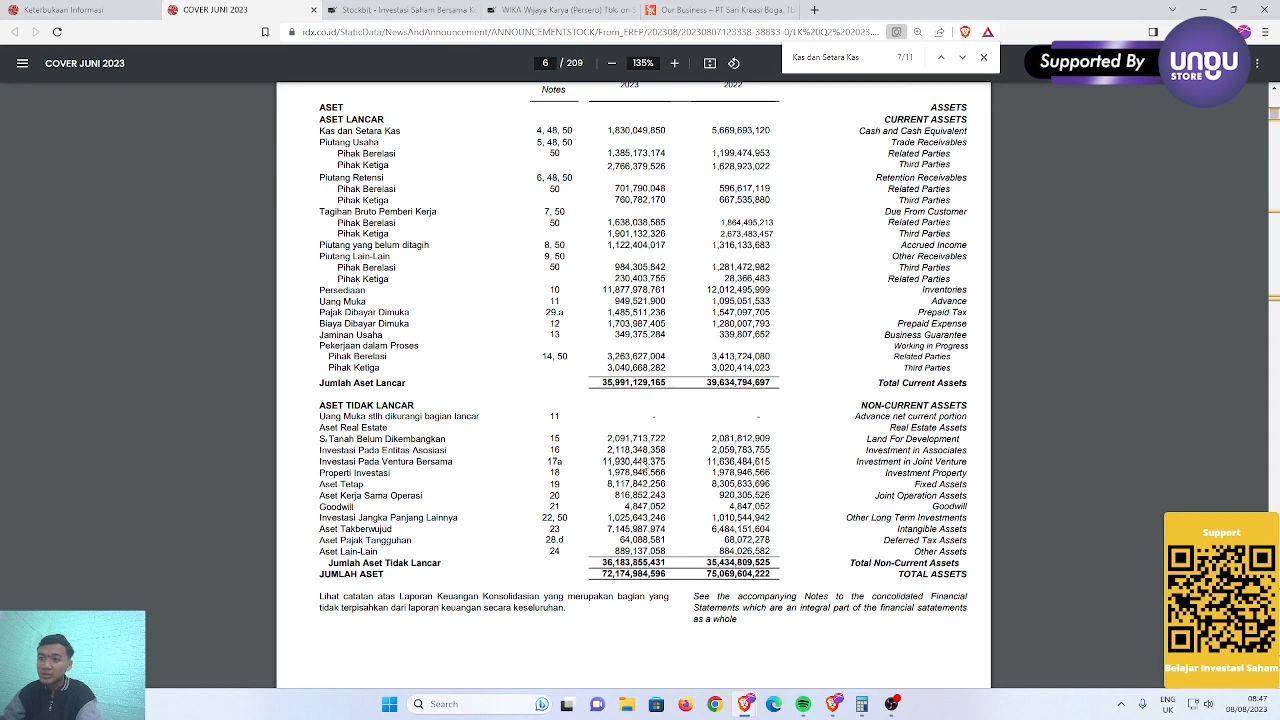 Keterbukaan Informasi
COVER JUNI 2023
Stockbit - Investasi Saham Bersama Ko
WIKA Wijaya Karya (Persero) Tbk. on S
Our Business – PT Sari Kreasi Boga, Tb
idx.co.id/StaticData/NewsAndAnnouncement/ANNOUNCEMENTSTOCK/From_EREP/202308/20230807123338-38833-0/LK%20Q2%202023....
Kas dan Setara Kas 7/11
COVER JUNI 2023 6 / 209 135%
Supported By UNGU STORE
Notes 2023 2022
ASET ASSETS
ASET LANCAR CURRENT ASSETS
Kas dan Setara Kas 4, 48, 50 1,830,049,850 5,669,693,120 Cash and Cash Equivalent
Piutang Usaha 5, 48, 50 Trade Receivables
Pihak Berelasi 50 1,385,173,174 1,199,474,953 Related Parties
Pihak Ketiga 2,766,379,526 1,628,923,022 Third Parties
Piutang Retensi 6, 48, 50 Retention Receivables
Pihak Berelasi 50 701,790,048 596,617,119 Related Parties
Pihak Ketiga 760,782,170 667,535,880 Third Parties
Tagihan Bruto Pemberi Kerja 7, 50 Due From Customer
Pihak Berelasi 50 1,638,038,585 1,864,495,213 Related Parties
Pihak Ketiga 1,901,132,326 2,673,483,457 Third Parties
Piutang yang belum ditagih 8, 50 1,122,404,017 1,316,133,683 Accrued Income
Piutang Lain-Lain 9, 50 Other Receivables
Pihak Berelasi 50 984,305,842 1,281,472,982 Third Parties
Pihak Ketiga 230,403,755 28,366,483 Related Parties
Persediaan 10 11,877,978,761 12,012,495,999 Inventories
Uang Muka 11 949,521,900 1,095,051,533 Advance
Pajak Dibayar Dimuka 29.a 1,485,511,236 1,547,097,705 Prepaid Tax
Biaya Dibayar Dimuka 12 1,703,987,405 1,280,007,793 Prepaid Expense
Jaminan Usaha 13 349,375,284 339,807,652 Business Guarantee
Pekerjaan dalam Proses Working in Progress
Pihak Berelasi 14, 50 3,263,627,004 3,413,724,080 Related Parties
Pihak Ketiga 3,040,668,282 3,020,414,023 Third Parties
Jumlah Aset Lancar 35,991,129,165 39,634,794,697 Total Current Assets
ASET TIDAK LANCAR NON-CURRENT ASSETS
Uang Muka stlh dikurangi bagian lancar 11 - - Advance net current portion
Aset Real Estate Real Estate Assets
Tanah Belum Dikembangkan 15 2,091,713,722 2,081,812,909 Land For Development
Investasi Pada Entitas Asosiasi 16 2,118,348,358 2,059,783,755 Investment in Associates
Investasi Pada Ventura Bersama 17a 11,930,448,375 11,636,484,615 Investment in Joint Venture
Properti Investasi 18 1,978,946,566 1,978,946,566 Investment Property
Aset Tetap 19 8,117,842,256 8,305,833,696 Fixed Assets
Aset Kerja Sama Operasi 20 816,852,243 920,305,526 Joint Operation Assets
Goodwill 21 4,847,052 4,847,052 Goodwill
Investasi Jangka Panjang Lainnya 22, 50 1,025,643,246 1,010,544,942 Other Long Term Investments
Aset Takberwujud 23 7,145,987,974 6,484,151,604 Intangible Assets
Aset Pajak Tangguhan 28.d 64,088,581 68,072,278 Deferred Tax Assets
Aset Lain-Lain 24 889,137,058 884,026,582 Other Assets
Jumlah Aset Tidak Lancar 36,183,855,431 35,434,809,525 Total Non-Current Assets
JUMLAH ASET 72,174,984,596 75,069,604,222 TOTAL ASSETS
Lihat catatan atas Laporan Keuangan Konsolidasian yang merupakan bagian yang See the accompanying Notes to the concolidated Financial
tidak terpisahkan dari laporan keuangan secara keseluruhan. Statements which are an integral part of the financial satatements
as a whole
Support
Belajar Investasi Saham
Search
ENG 08:47
UK 08/08/2023